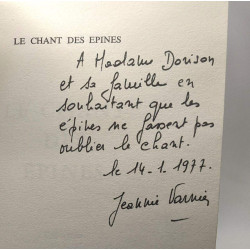 LE CHANT DES EPINES
A Madame Dorison
et sa famille en
souhaitant que les
épines ne fassent pas
oublier le chant.
le 14-1-1977.
Jeannie